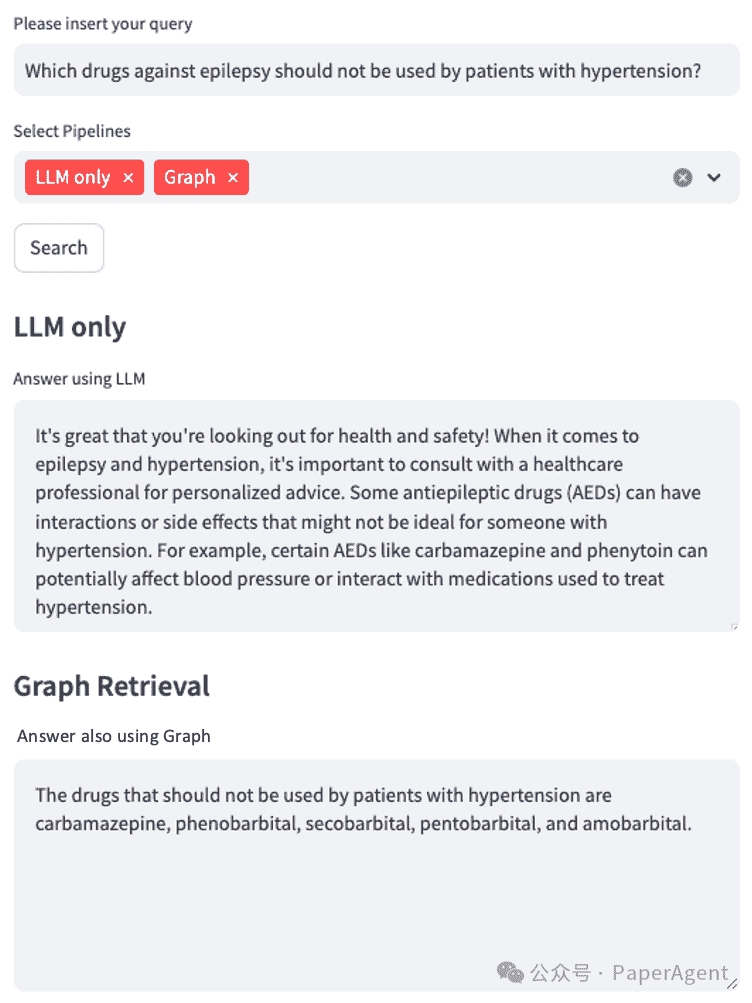 Please insert your query
Which drugs against epilepsy should not be used by patients with hypertension?
Select Pipelines
LLM only ×
Graph ×
Search
LLM only
Answer using LLM
It's great that you're looking out for health and safety! When it comes to
epilepsy and hypertension, it's important to consult with a healthcare
professional for personalized advice. Some antiepileptic drugs (AEDs) can have
interactions or side effects that might not be ideal for someone with
hypertension. For example, certain AEDs like carbamazepine and phenytoin can
potentially affect blood pressure or interact with medications used to treat
hypertension.
Graph Retrieval
Answer also using Graph
The drugs that should not be used by patients with hypertension are
carbamazepine, phenobarbital, secobarbital, pentobarbital, and amobarbital.
公众号 · PaperAgent